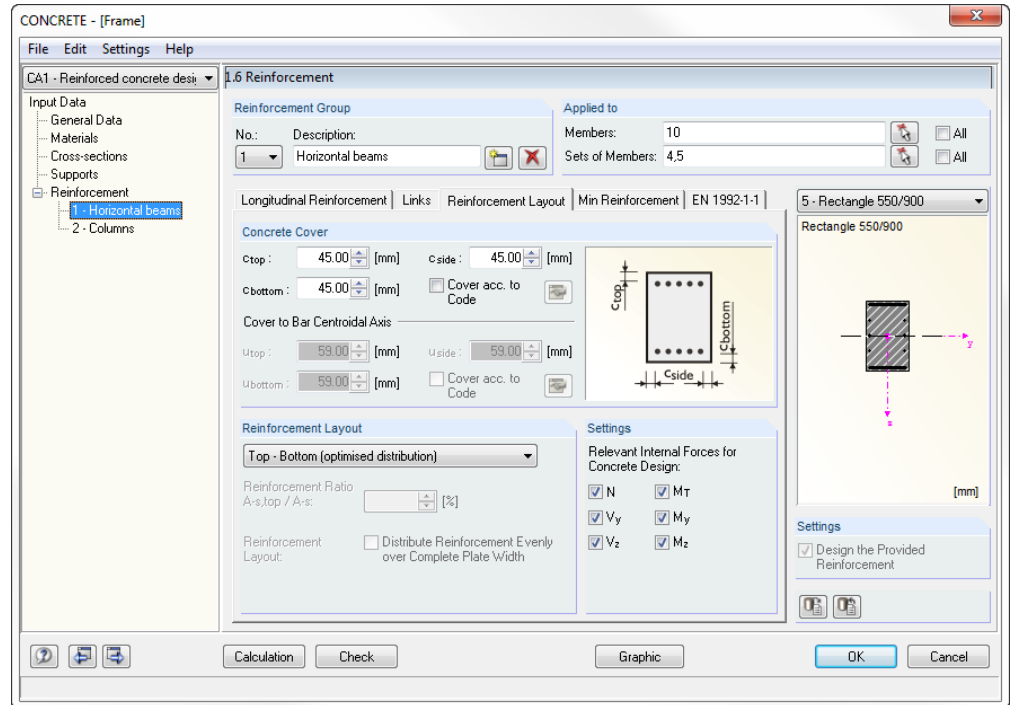 CONCRETE - [Frame]
File Edit Settings Help
CA1 - Reinforced concrete desi
1.6 Reinforcement
Input Data
General Data
Materials
Cross-sections
Supports
Reinforcement
1 - Horizontal beams
2 - Columns
Reinforcement Group
No.: Description:
1 Horizontal beams
Applied to
Members: 10 All
Sets of Members: 4,5 All
Longitudinal Reinforcement Links Reinforcement Layout Min Reinforcement EN 1992-1-1
Concrete Cover
ctop : 45.00 [mm] cside : 45.00 [mm]
cbottom : 45.00 [mm] Cover acc. to
Code
Cover to Bar Centroidal Axis
utop : 59.00 [mm] uside : 59.00 [mm]
ubottom : 59.00 [mm] Cover acc. to
Code
ctop
cbottom
cside
Reinforcement Layout
Top - Bottom (optimised distribution)
Reinforcement Ratio
A-s,top / A-s: [%]
Reinforcement
Layout:
Distribute Reinforcement Evenly
over Complete Plate Width
Settings
Relevant Internal Forces for
Concrete Design:
N MT
Vy My
Vz Mz
5 - Rectangle 550/900
Rectangle 550/900
y
z
[mm]
Settings
Design the Provided
Reinforcement
Calculation Check Graphic OK Cancel